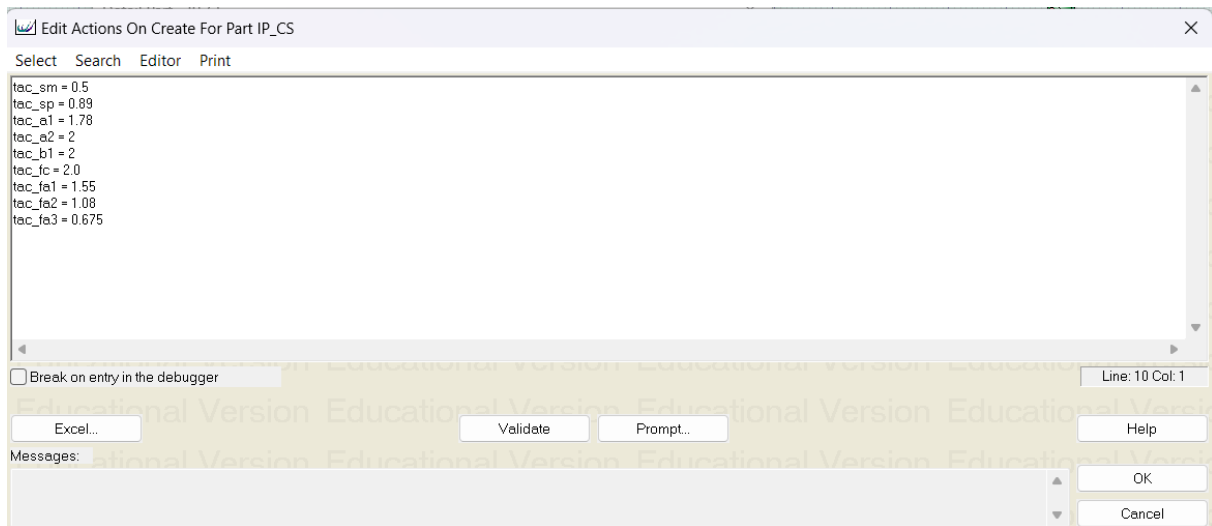 Edit Actions On Create For Part IP_CS
Select Search Editor Print
tac_sm = 0.5
tac_sp = 0.89
tac_a1 = 1.78
tac_a2 = 2
tac_b1 = 2
tac_fc = 2.0
tac_fa1 = 1.55
tac_fa2 = 1.08
tac_fa3 = 0.675
Break on entry in the debugger
Line: 10 Col: 1
Educational Version Educational Version Educational Version Educational Version
Excel...
Validate
Prompt...
Help
Messages:
OK
Cancel